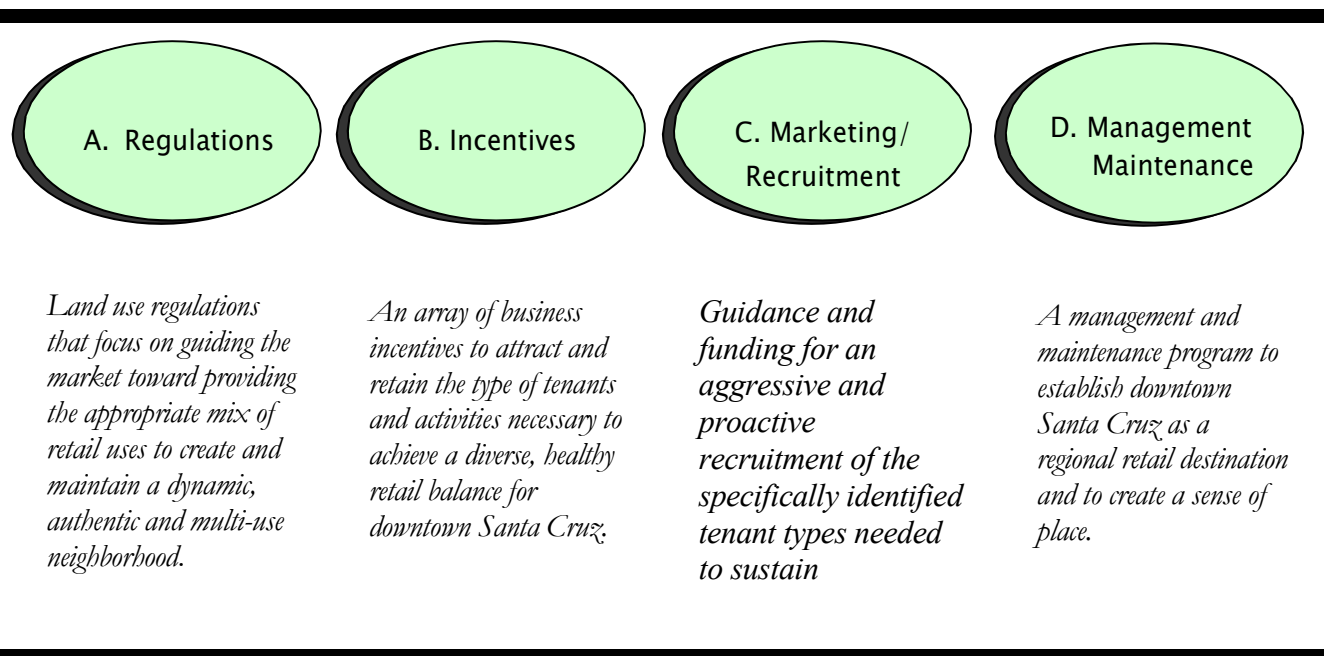 A. Regulations
B. Incentives
C. Marketing/
Recruitment
D. Management
Maintenance
Land use regulations
that focus on guiding the
market toward providing
the appropriate mix of
retail uses to create and
maintain a dynamic,
authentic and multi-use
neighborhood.
An array of business
incentives to attract and
retain the type of tenants
and activities necessary to
achieve a diverse, healthy
retail balance for
downtown Santa Cruz.
Guidance and
funding for an
aggressive and
proactive
recruitment of the
specifically identified
tenant types needed
to sustain
A management and
maintenance program to
establish downtown
Santa Cruz as a
regional retail destination
and to create a sense of
place.